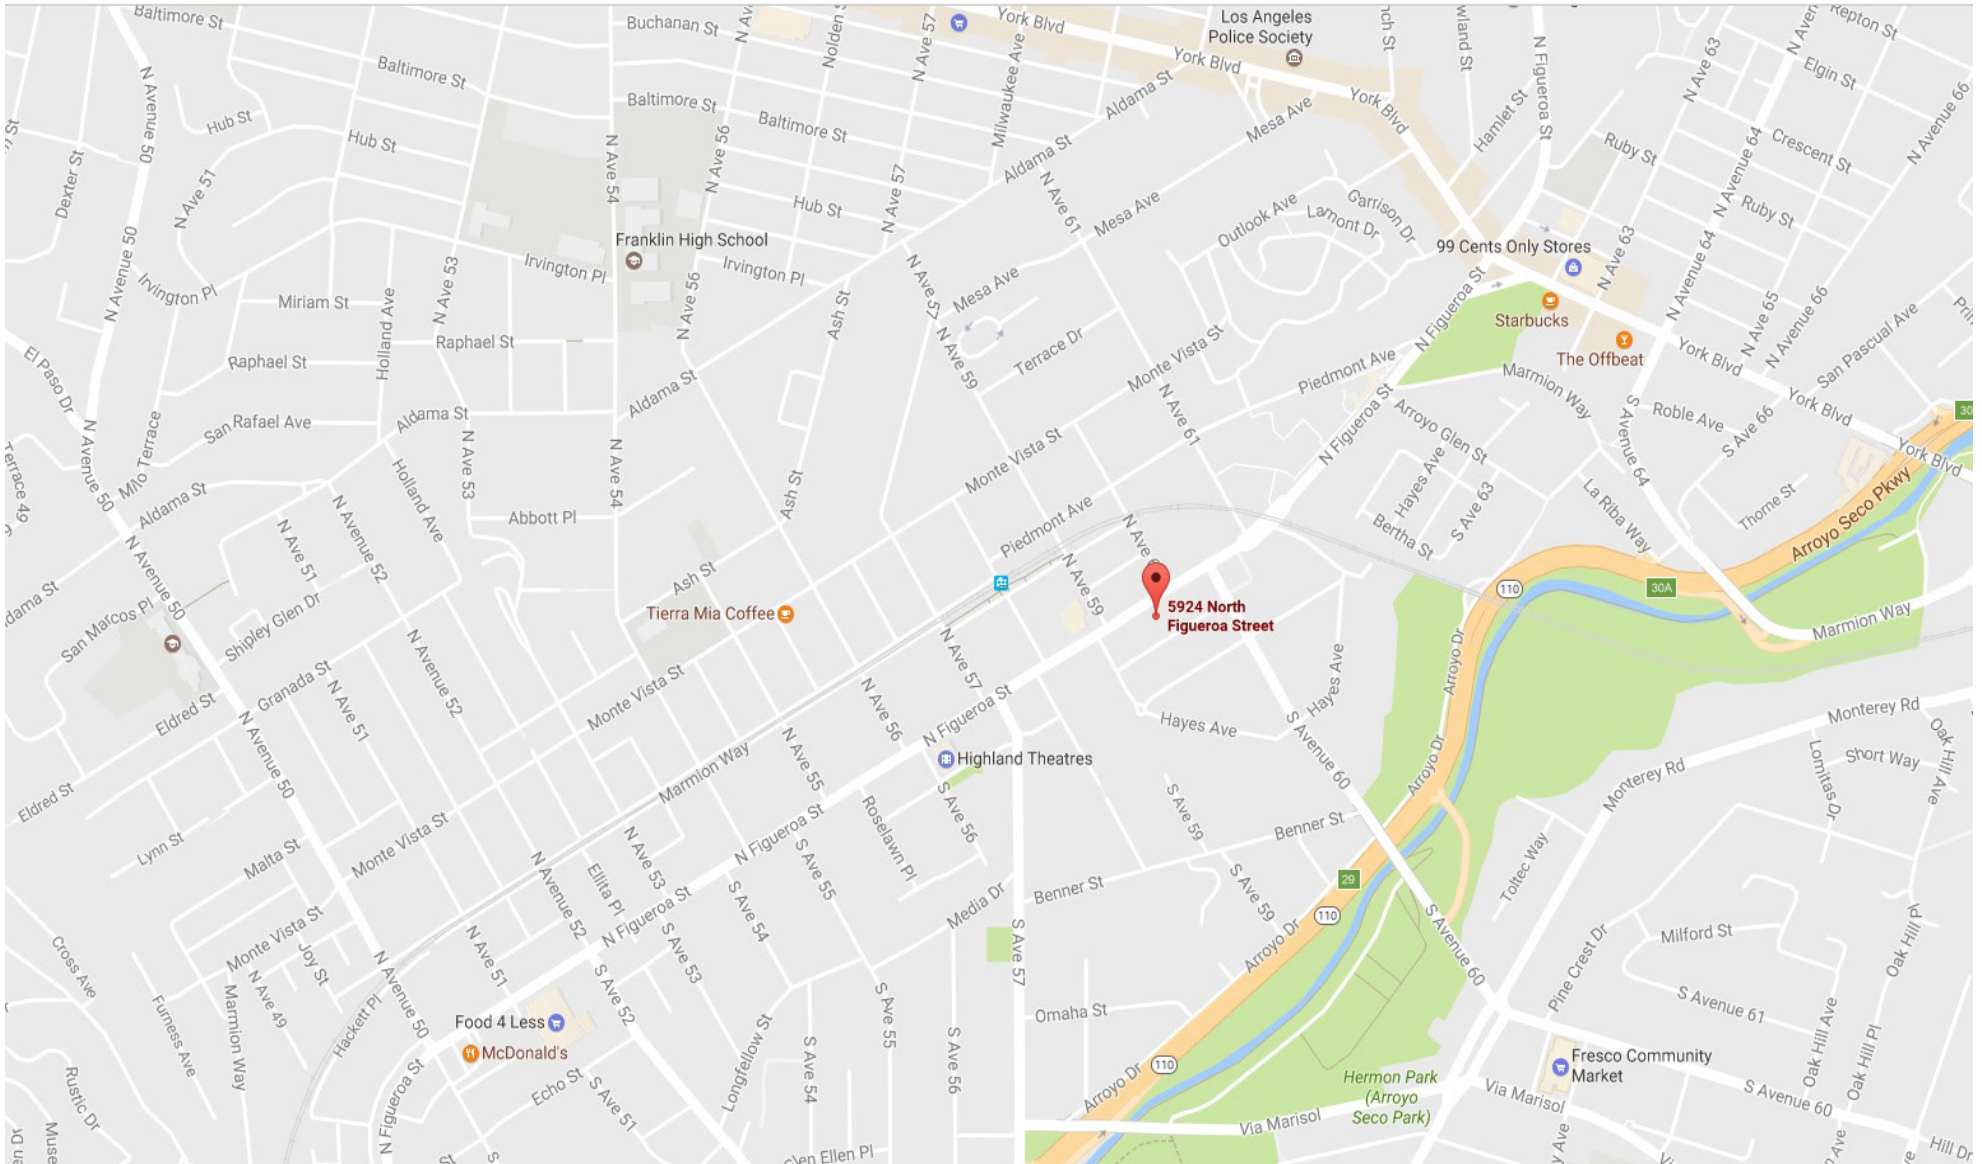 Baltimore St
Buchanan St
N Ave 57
York Blvd
Los Angeles
Police Society
York Blvd
N Figueroa St
N Ave 63
Repton St
Elgin St
N Avenue 66
Baltimore St
N Avenue 50
Hub St
Hub St
Dexter St
N Ave 51
Baltimore St
Baltimore St
Milwaukee Ave
Aldama St
Aldama St
Mesa Ave
York Blvd
Hamlet St
Ruby St
Crescent St
Ruby St
N Avenue 64
N Ave 54
N Ave 56
Hub St
N Ave 57
N Ave 61
Mesa Ave
Outlook Ave
Lamont Dr
Garrison Dr
99 Cents Only Stores
N Ave 63
N Avenue 64
Franklin High School
Irvington Pl
Irvington Pl
Irvington Pl
N Avenue 50
Miriam St
Holland Ave
N Ave 53
Raphael St
Raphael St
N Ave 56
Ash St
N Ave 57
Mesa Ave
N Ave 59
Terrace Dr
Monte Vista St
Piedmont Ave
N Figueroa St
Starbucks
The Offbeat
York Blvd
N Ave 65
N Avenue 66
San Pascual Ave
El Paso Dr
San Rafael Ave
Aldama St
Aldama St
N Avenue 50
Terrace 49
Aldama St
Holland Ave
N Ave 53
N Ave 54
Abbott Pl
Ash St
Monte Vista St
N Ave 61
N Figueroa St
N Figueroa St
Arroyo Glen St
Marmion Way
Roble Ave
S Ave 66
York Blvd
York Blvd
30
Hayes Ave
S Ave 63
Bertha St
La Riba Way
S Avenue 64
Thorne St
Arroyo Seco Pkwy
N Ave 51
N Avenue 52
N Avenue 50
San Marcos Pl
Shipley Glen Dr
Granada St
Eldred St
Eldred St
N Ave 51
N Avenue 52
Ash St
Tierra Mia Coffee
Piedmont Ave
N Ave 59
5924 North
Figueroa Street
110
30A
Marmion Way
Arroyo Dr
Monte Vista St
N Ave 57
N Ave 56
N Figueroa St
Hayes Ave
Hayes Ave
S Avenue 60
Monterey Rd
Monterey Rd
Lomitas Dr
Short Way
Oak Hill Ave
Highland Theatres
Marmion Way
N Ave 55
N Avenue 50
N Figueroa St
Roselawn Pl
S Ave 56
S Ave 59
Benner St
Arroyo Dr
Toltec Way
Lynn St
Malta St
Monte Vista St
N Avenue 52
Ellita Pl
N Ave 53
S Ave 55
S Ave 54
Media Dr
Benner St
S Ave 59
29
110
Arroyo Dr
S Avenue 60
Monte Vista St
Joy St
N Figueroa St
S Ave 53
S Ave 57
Milford St
Pine Crest Dr
Oak Hill Pl
Cross Ave
Furness Ave
Marmion Way
N Ave 49
Hackett Pl
N Avenue 50
N Ave 51
S Ave 52
S Ave 55
Omaha St
S Avenue 61
Oak Hill Ave
Oak Hill Pl
Food 4 Less
McDonald's
Echo St
S Ave 51
Longfellow St
S Ave 54
S Ave 56
Arroyo Dr
110
Hermon Park
(Arroyo
Seco Park)
Via Marisol
Via Marisol
Fresco Community
Market
S Avenue 60
Rustic Dr
N Figueroa St
Hill Dr